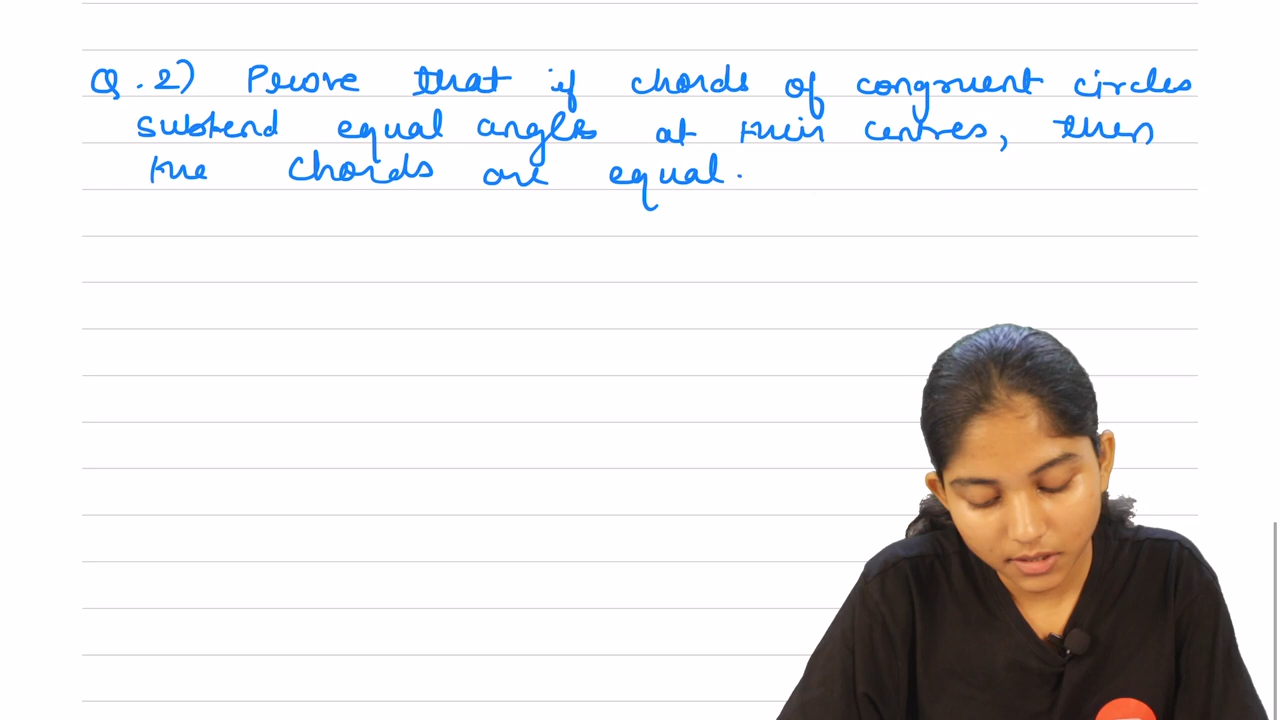 Q.2) Prove that if chords of congruent circles
subtend equal angles at their centres, then
the chords are equal.